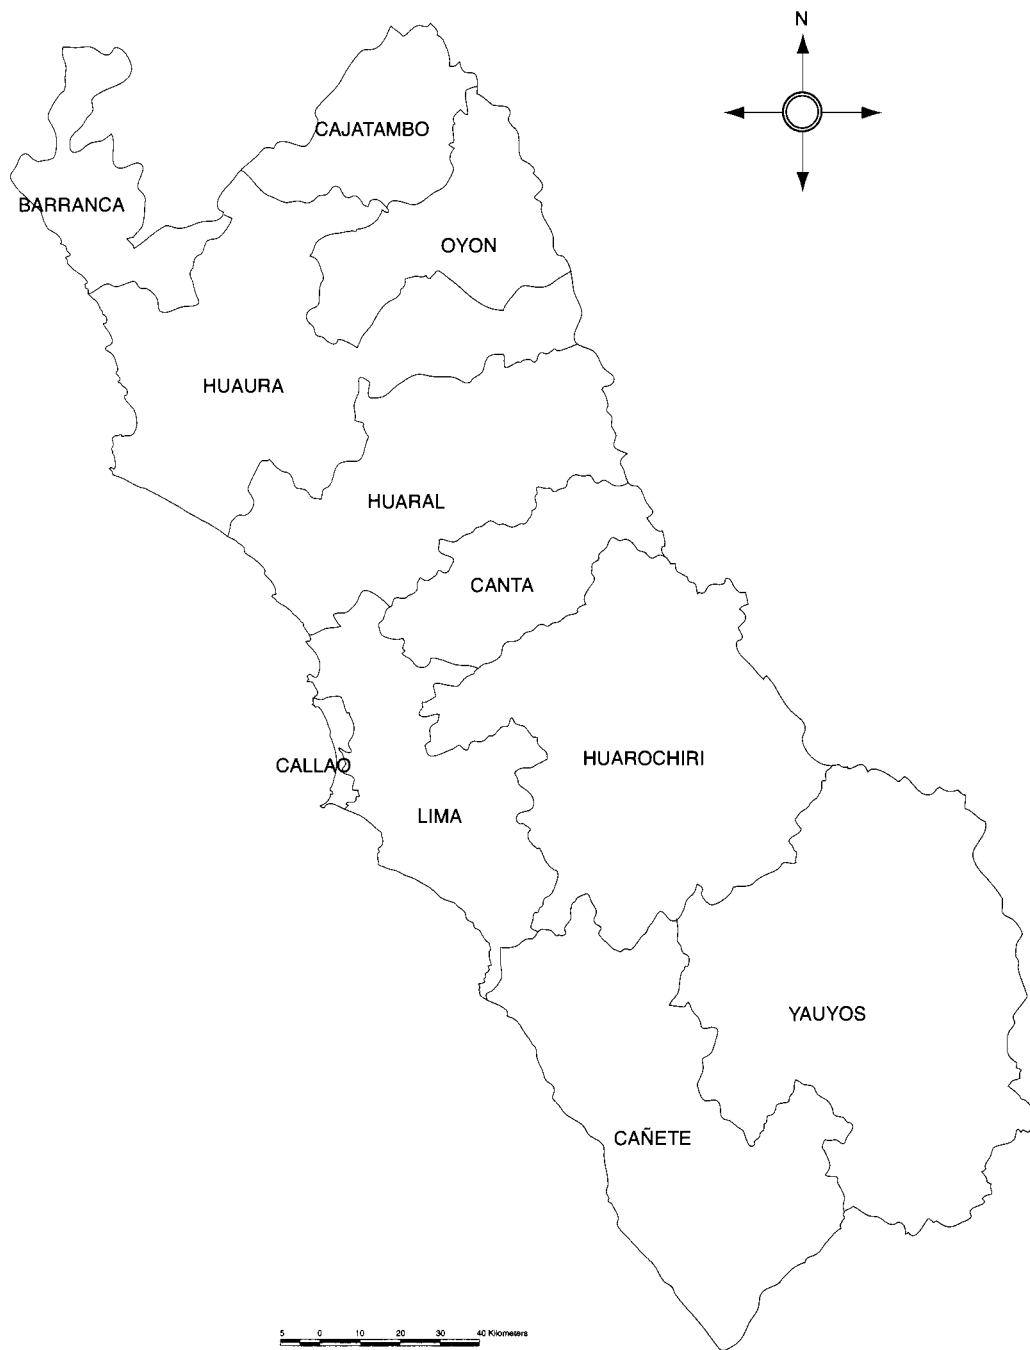 N
CAJATAMBO
BARRANCA
OYON
HUAURA
HUARAL
CANTA
HUAROCHIRI
CALLAO
LIMA
YAUYOS
CAÑETE
5 0 10 20 30 40 Kilometers